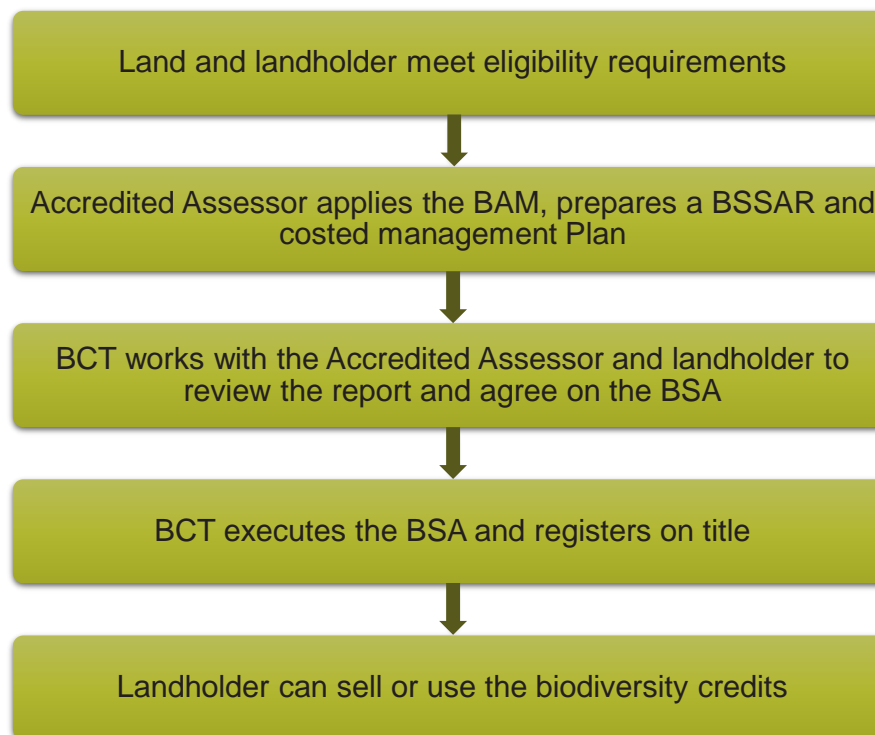 Land and landholder meet eligibility requirements
Accredited Assessor applies the BAM, prepares a BSSAR and
costed management Plan
BCT works with the Accredited Assessor and landholder to
review the report and agree on the BSA
BCT executes the BSA and registers on title
Landholder can sell or use the biodiversity credits